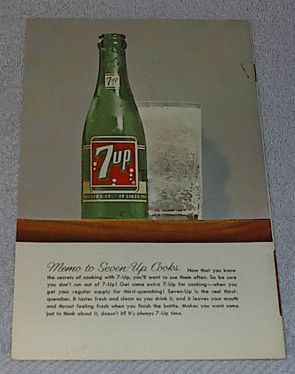 7up
7up
IT LIKES
Memo to Seven-Up Cooks. Now that you know
the secrets of cooking with 7-Up, you'll want to use them often. So be sure
you don't run out of 7-Up! Get some extra 7-Up for cooking—when you
get your regular supply for thirst-quenching! Seven-Up is the real thirst-
quencher. It tastes fresh and clean as you drink it, and it leaves your mouth
and throat feeling fresh when you finish the bottle. Makes you want some
just to think about it, doesn't it? It's always 7-Up time.